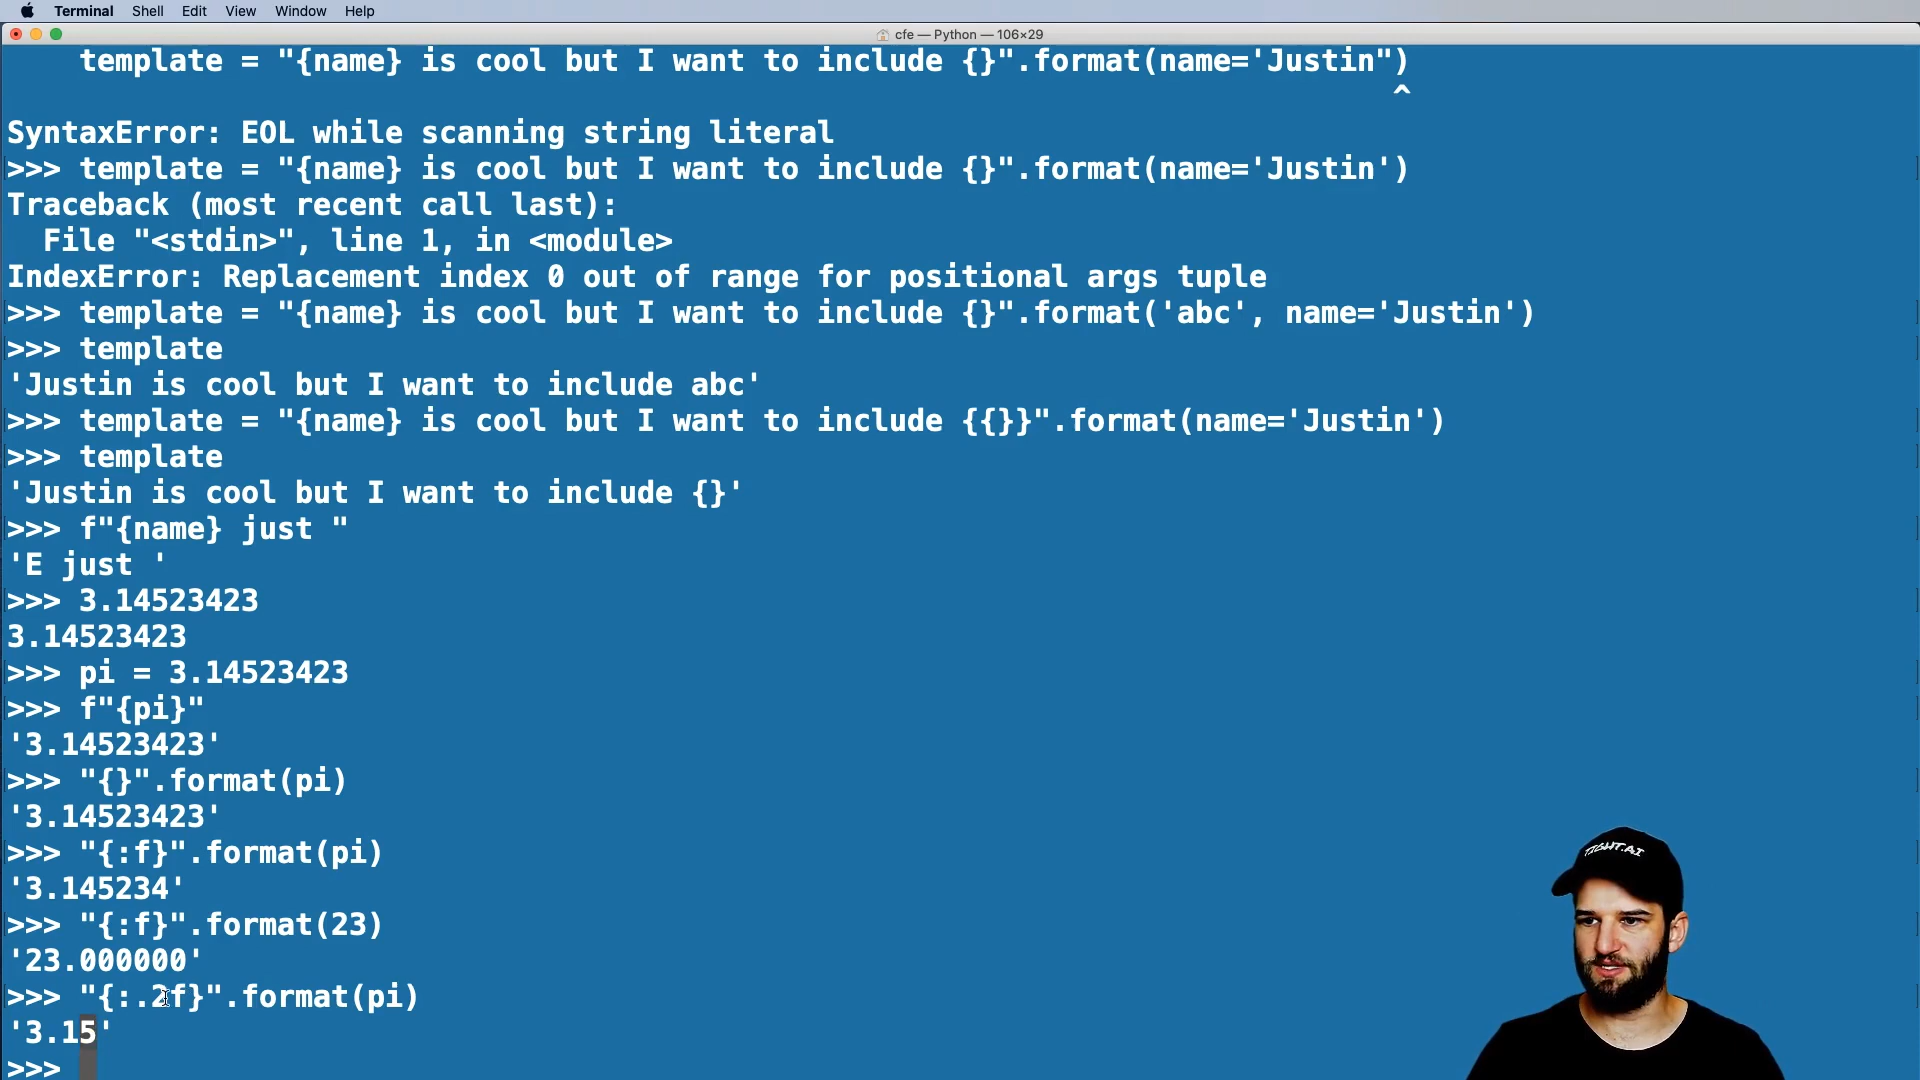 Terminal Shell Edit View Window Help
cfe — Python — 106×29
template = "{name} is cool but I want to include {}".format(name='Justin")
^
SyntaxError: EOL while scanning string literal
>>> template = "{name} is cool but I want to include {}".format(name='Justin')
Traceback (most recent call last):
File "<stdin>", line 1, in <module>
IndexError: Replacement index 0 out of range for positional args tuple
>>> template = "{name} is cool but I want to include {}".format('abc', name='Justin')
>>> template
'Justin is cool but I want to include abc'
>>> template = "{name} is cool but I want to include {{}}".format(name='Justin')
>>> template
'Justin is cool but I want to include {}'
>>> f"{name} just "
'E just '
>>> 3.14523423
3.14523423
>>> pi = 3.14523423
>>> f"{pi}"
'3.14523423'
>>> "{}".format(pi)
'3.14523423'
>>> "{:f}".format(pi)
'3.145234'
>>> "{:f}".format(23)
'23.000000'
>>> "{:.2f}".format(pi)
'3.15'
>>>
TIGHT.AI